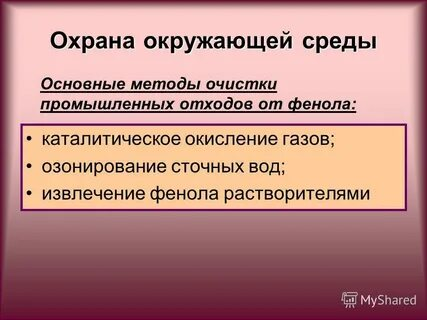 Охрана окружающей среды
Основные методы очистки
промышленных отходов от фенола:
• каталитическое окисление газов;
• озонирование сточных вод;
• извлечение фенола растворителями
MyShared